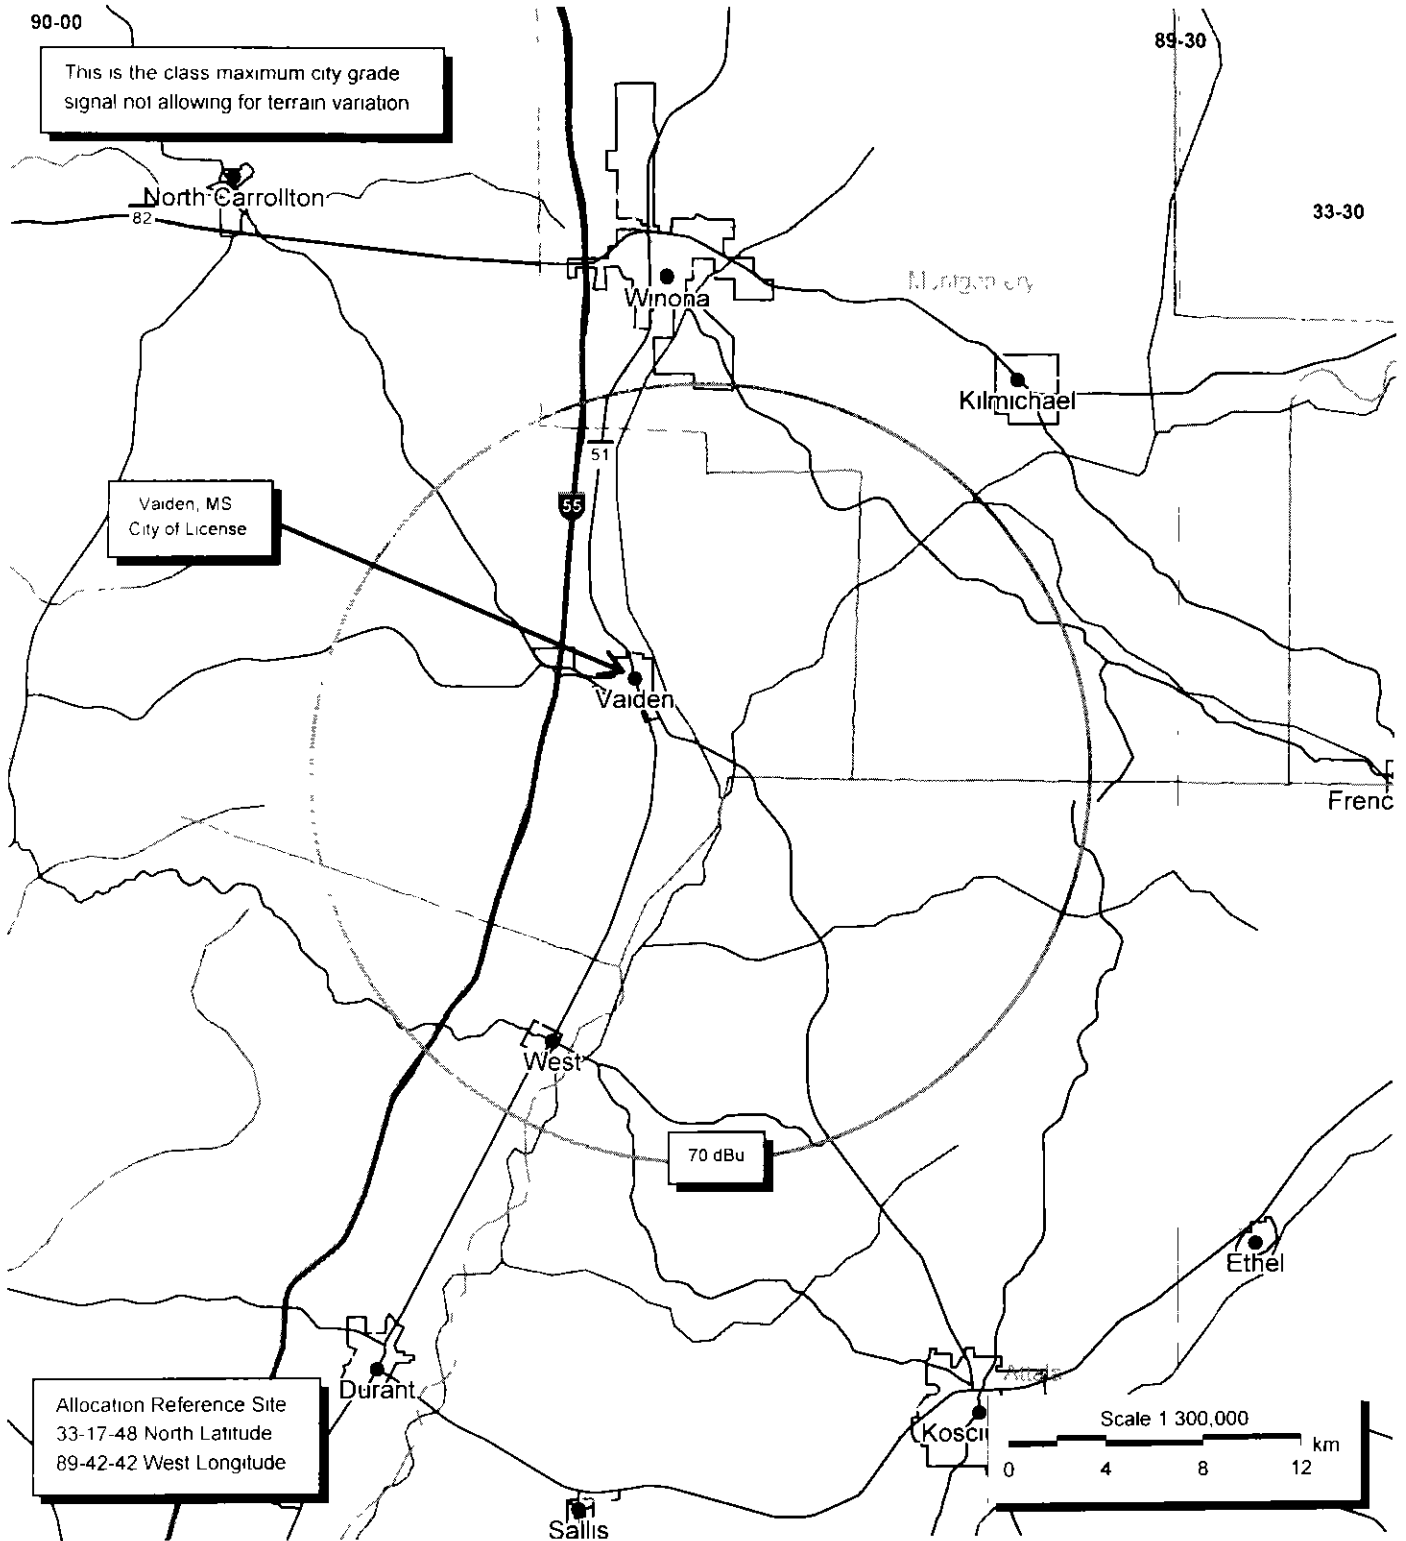 90-00
89-30
This is the class maximum city grade
signal not allowing for terrain variation
North Carrollton
82
33-30
Montgomery
Winona
Kilmichael
51
55
Vaiden, MS
City of License
Vaiden
Frenc
West
70 dBu
Ethel
Durant
Attala
Allocation Reference Site
33-17-48 North Latitude
89-42-42 West Longitude
Kosciu
Scale 1 300,000
km
0 4 8 12
Sallis